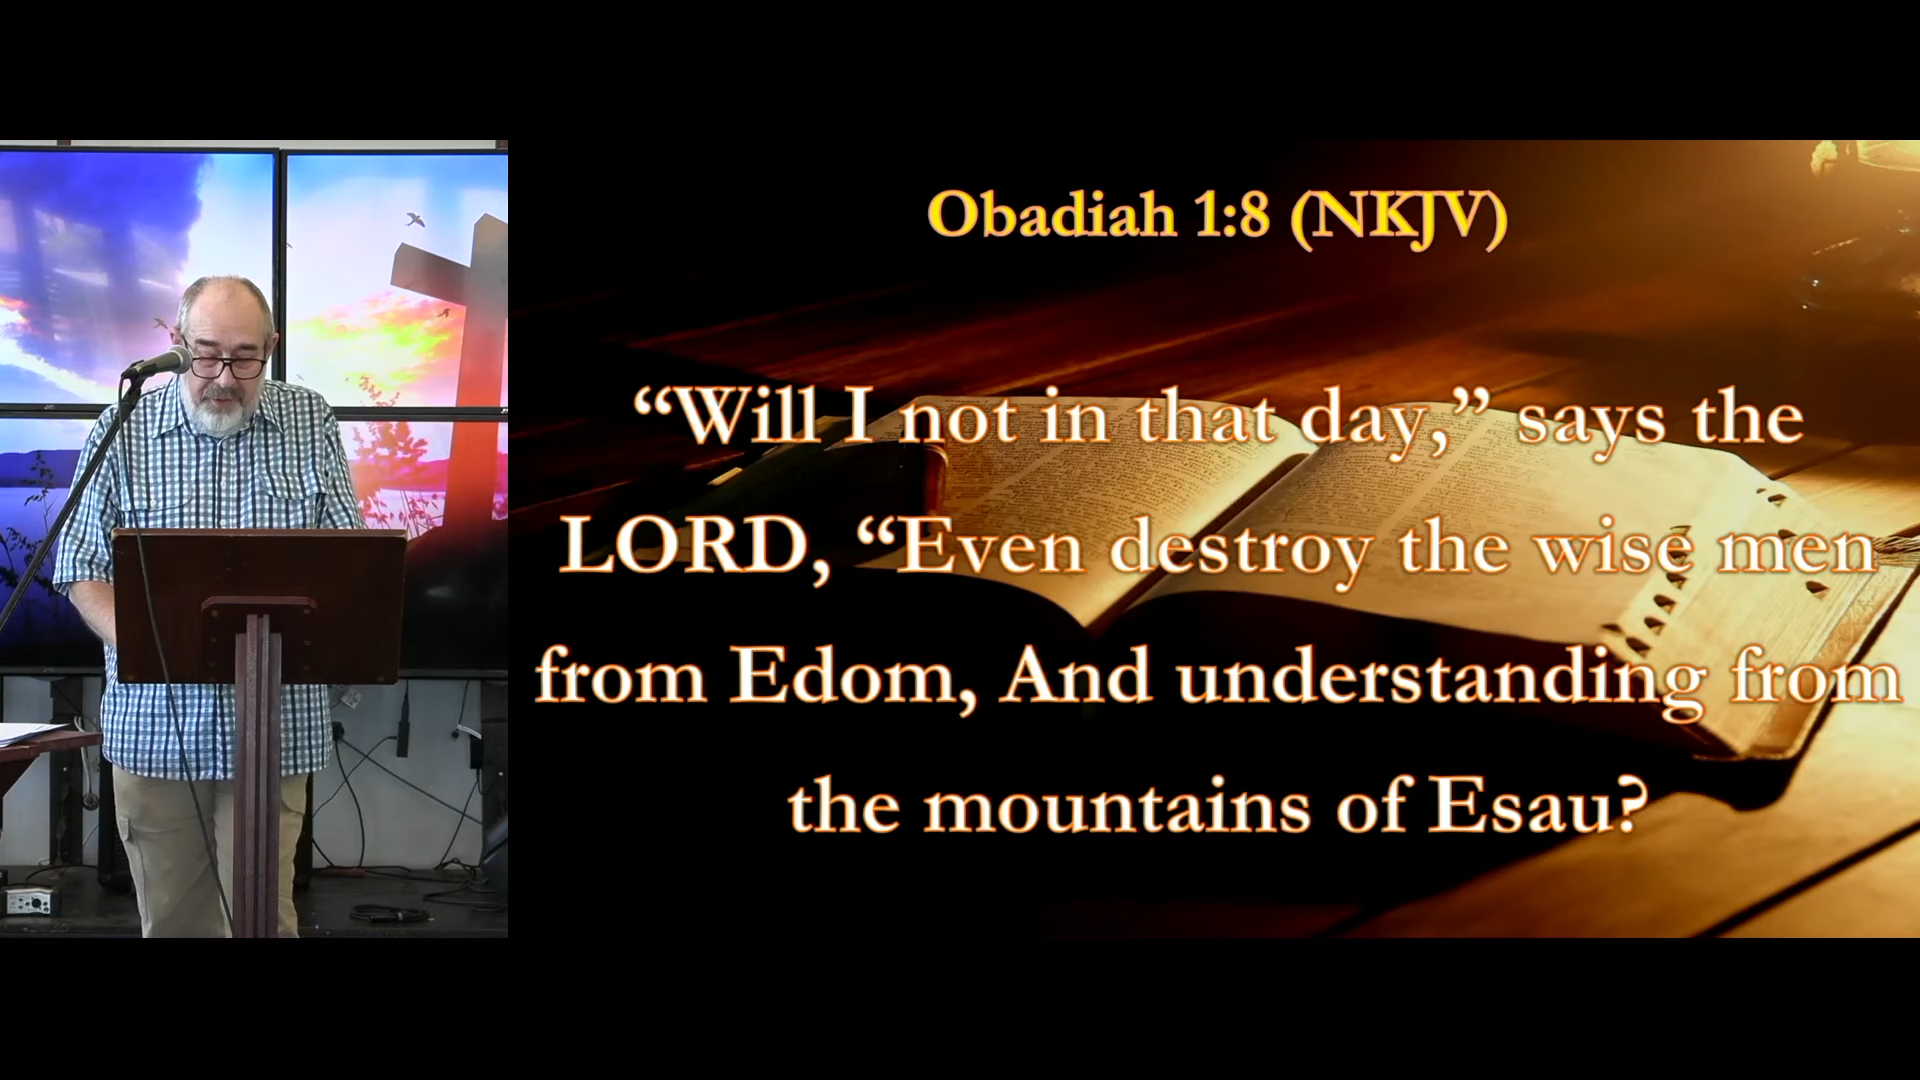 Obadiah 1:8 (NKJV)
“Will I not in that day,” says the
LORD, “Even destroy the wise men
from Edom, And understanding from
the mountains of Esau?